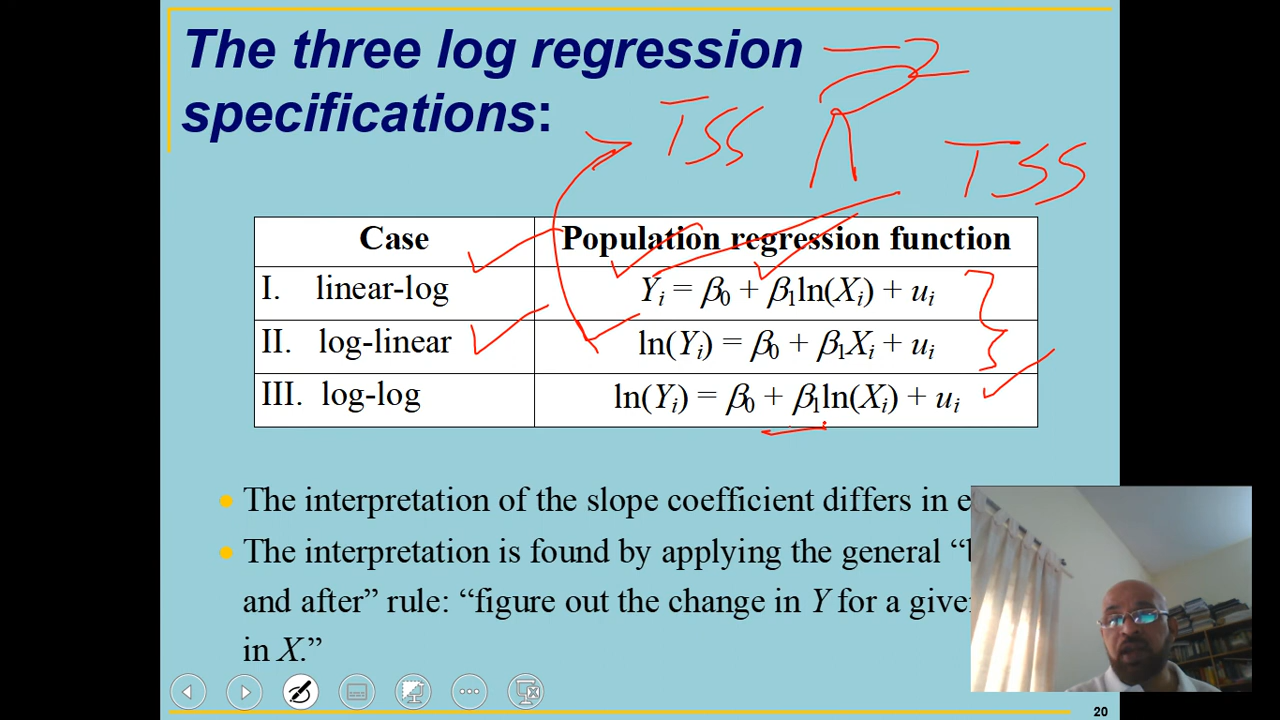 The three log regression
specifications:
R̄²
TSS
TSS
Case Population regression function
I. linear-log Yᵢ = β₀ + β₁ln(Xᵢ) + uᵢ
II. log-linear ln(Yᵢ) = β₀ + β₁Xᵢ + uᵢ
III. log-log ln(Yᵢ) = β₀ + β₁ln(Xᵢ) + uᵢ
• The interpretation of the slope coefficient differs in
• The interpretation is found by applying the general “
and after” rule: “figure out the change in Y for a
in X.”
20